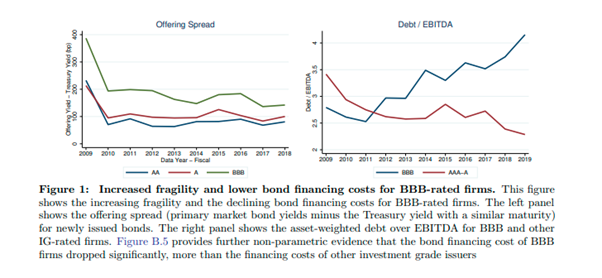 Offering Spread
Debt / EBITDA
Offering Yield − Treasury Yield (bp)
0 100 200 300 400
2009 2010 2011 2012 2013 2014 2015 2016 2017 2018
Data Year − Fiscal
AA A BBB
Debt / EBITDA
2 2.5 3 3.5 4
2009 2010 2011 2012 2013 2014 2015 2016 2017 2018 2019
BBB AAA−A
Figure 1: Increased fragility and lower bond financing costs for BBB-rated firms. This figure
shows the increasing fragility and the declining bond financing costs for BBB-rated firms. The left panel
shows the offering spread (primary market bond yields minus the Treasury yield with a similar maturity)
for newly issued bonds. The right panel shows the asset-weighted debt over EBITDA for BBB and other
IG-rated firms. Figure B.5 provides further non-parametric evidence that the bond financing cost of BBB
firms dropped significantly, more than the financing costs of other investment grade issuers